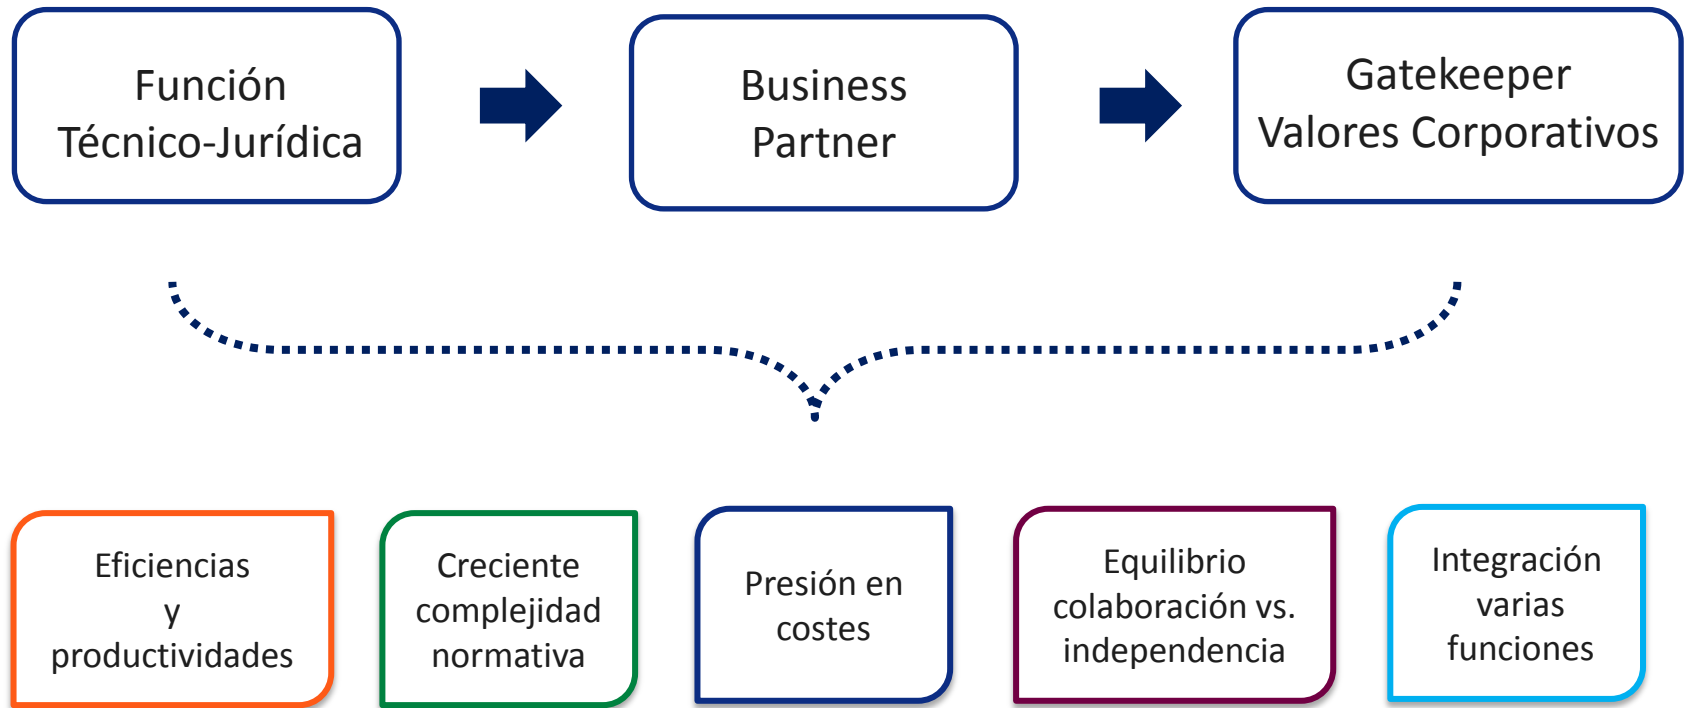 Función
Técnico-Jurídica
Business
Partner
Gatekeeper
Valores Corporativos
Eficiencias
y
productividades
Creciente
complejidad
normativa
Presión en
costes
Equilibrio
colaboración vs.
independencia
Integración
varias
funciones